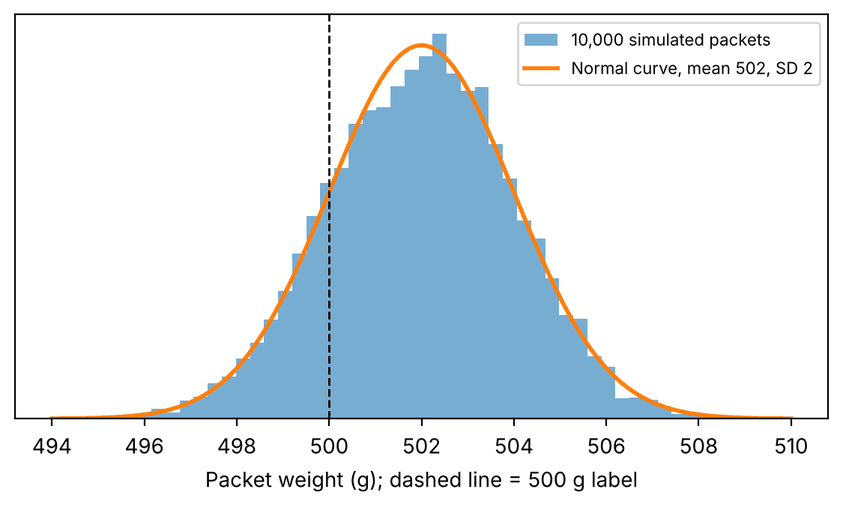 10,000 simulated packets
Normal curve, mean 502, SD 2
494 496 498 500 502 504 506 508 510
Packet weight (g); dashed line = 500 g label